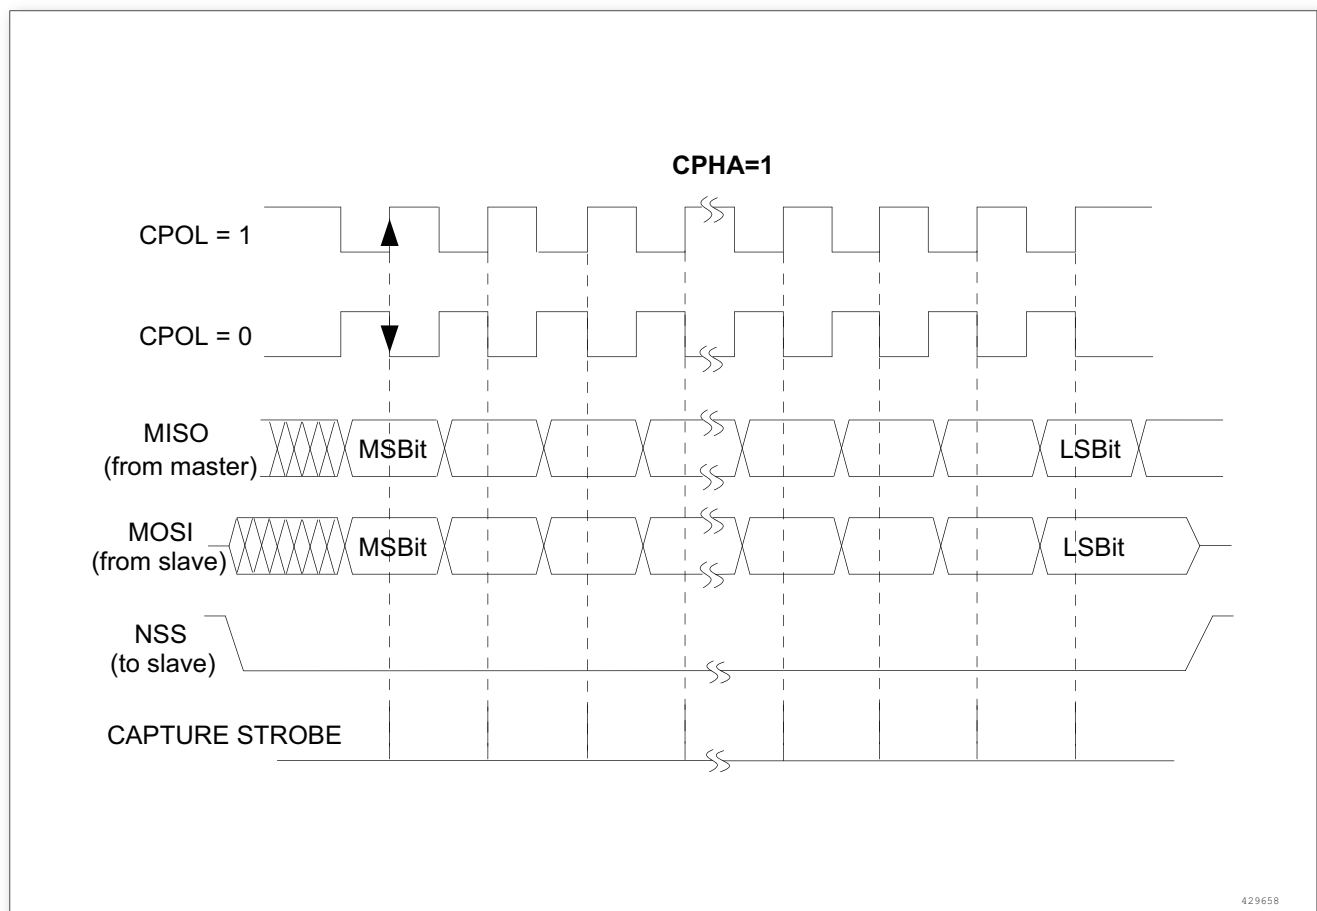 CPHA=1
CPOL = 1
CPOL = 0
MISO
(from master)
MSBit
LSBit
MOSI
(from slave)
MSBit
LSBit
NSS
(to slave)
CAPTURE STROBE
429658